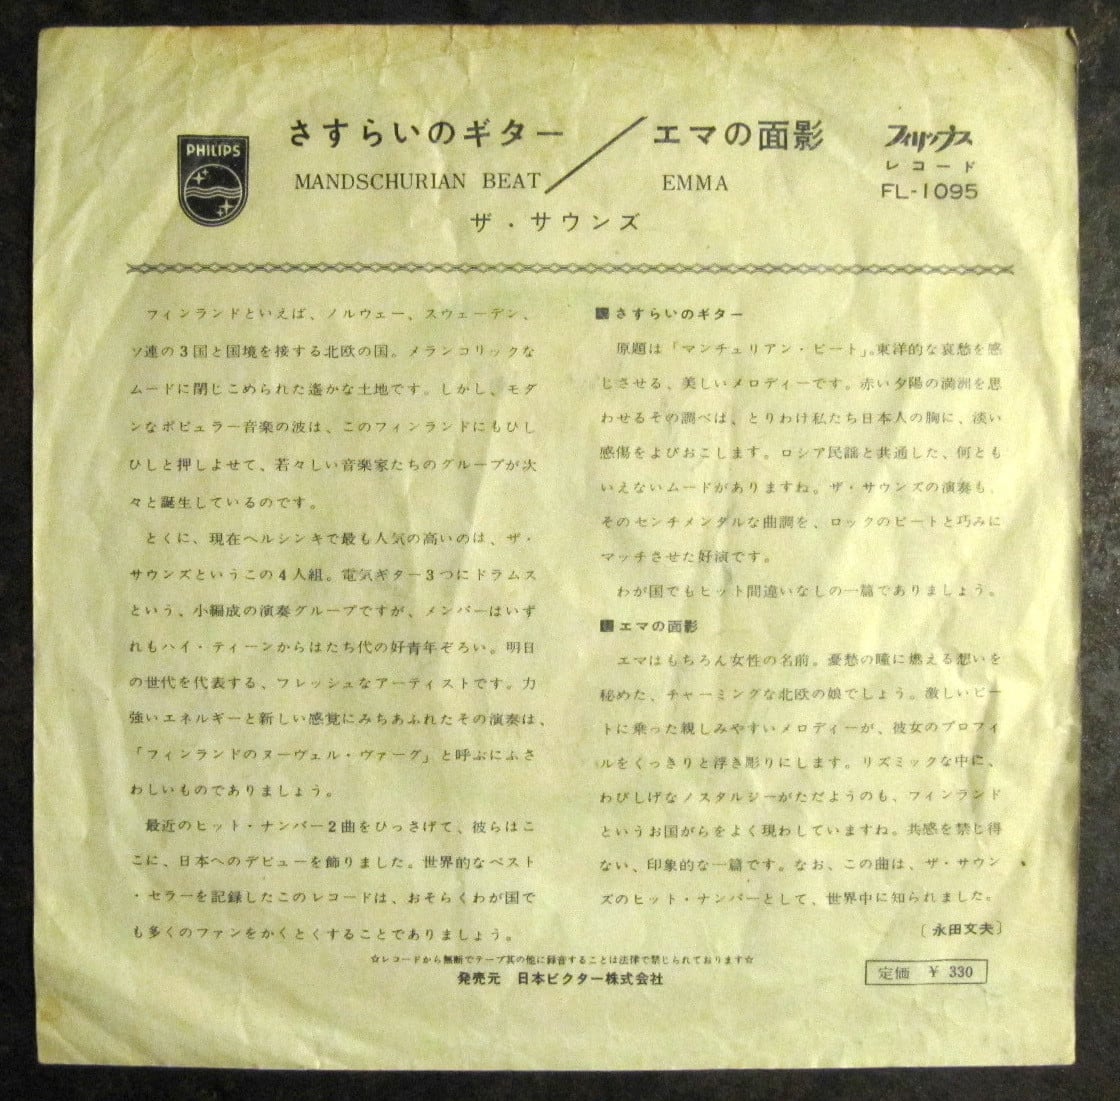 PHILIPS
さすらいのギター／エマの面影
MANDSCHURIAN BEAT EMMA
ザ・サウンズ
フィリップス
レコード
FL-1095
フィンランドといえば、ノルウェー、スウェーデン、
ソ連の3国と国境を接する北欧の国。メランコリックな
ムードに閉じこめられた遙かな土地です。しかし、モダ
ンなポピュラー音楽の波は、このフィンランドにもひし
ひしと押しよせて、若々しい音楽家たちのグループが次
々と誕生しているのです。
とくに、現在ヘルシンキで最も人気の高いのは、ザ・
サウンズというこの4人組。電気ギター3つにドラムス
という、小編成の演奏グループですが、メンバーはいず
れもハイ・ティーンからはたち代の好青年ぞろい。明日
の世代を代表する、フレッシュなアーティストです。力
強いエネルギーと新しい感覚にみちあふれたその演奏は、
「フィンランドのヌーヴェル・ヴァーグ」と呼ぶにふさ
わしいものでありましょう。
最近のヒット・ナンバー2曲をひっさげて、彼らはこ
こに、日本へのデビューを飾りました。世界的なベスト
・セラーを記録したこのレコードは、おそらくわが国で
も多くのファンをかくとくすることでありましょう。
さすらいのギター
原題は「マンチュリアン・ビート」。東洋的な哀愁を感
じさせる、美しいメロディーです。赤い夕陽の満洲を思
わせるその調べは、とりわけ私たち日本人の胸に、淡い
感傷をよびおこします。ロシア民謡と共通した、何とも
いえないムードがありますね。ザ・サウンズの演奏も、
そのセンチメンタルな曲調を、ロックのビートと巧みに
マッチさせた好演です。
わが国でもヒット間違いなしの一篇でありましょう。
エマの面影
エマはもちろん女性の名前。憂愁の瞳に燃える想いを
秘めた、チャーミングな北欧の娘でしょう。激しいビー
トに乗った親しみやすいメロディーが、彼女のプロフィ
ルをくっきりと浮き彫りにします。リズミックな中に、
わびしげなノスタルジーがただようのも、フィンランド
というお国がらをよく現わしていますね。共感を禁じ得
ない、印象的な一篇です。なお、この曲は、ザ・サウン
ズのヒット・ナンバーとして、世界中に知られました。
〔永田文夫〕
☆レコードから無断でテープ其の他に録音することは法律で禁じられております☆
発売元 日本ビクター株式会社
定価 ￥330